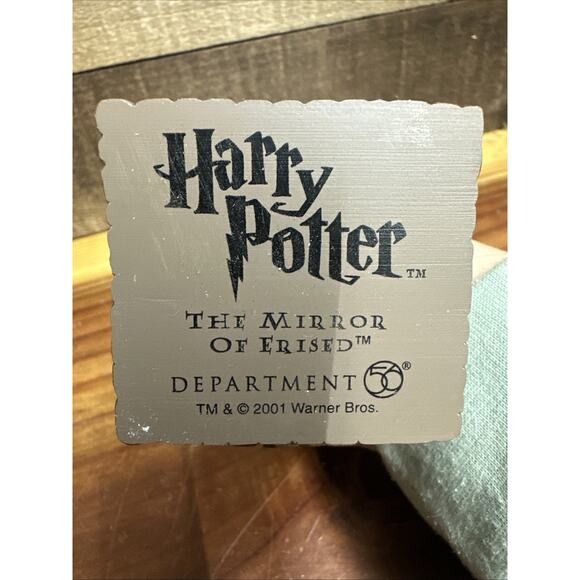 Harry
Potter™
THE MIRROR
OF ERISED™
DEPARTMENT 56®
TM & © 2001 Warner Bros.